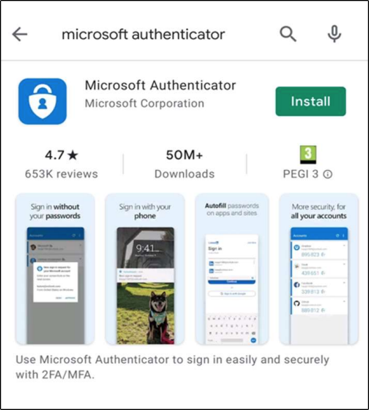 microsoft authenticator
Microsoft Authenticator
Microsoft Corporation
Install
4.7★
653K reviews
50M+
Downloads
3
PEGI 3
Sign in without
your passwords
Sign in with your
phone
9:41
Autofill passwords
on apps and sites
Sign in
More security, for
all your accounts
Use Microsoft Authenticator to sign in easily and securely
with 2FA/MFA.